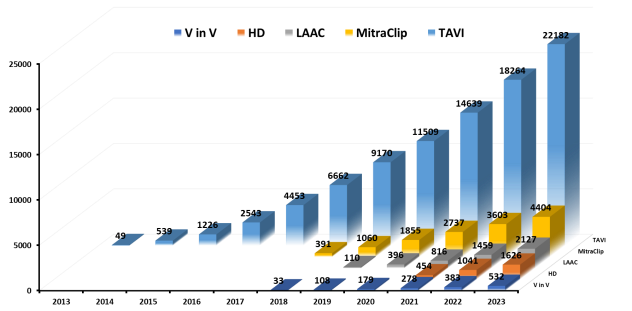 V in V HD LAAC MitraClip TAVI
25000
20000
15000
10000
5000
0
49 539 1226 2543 4453 6662 9170 11509 14639 18264 22182
391 1060 1855 2737 3603 4404
110 396 816 1459 2127
454 1041 1626
33 108 179 278 383 532
2013 2014 2015 2016 2017 2018 2019 2020 2021 2022 2023
TAVI
MitraClip
LAAC
HD
V in V